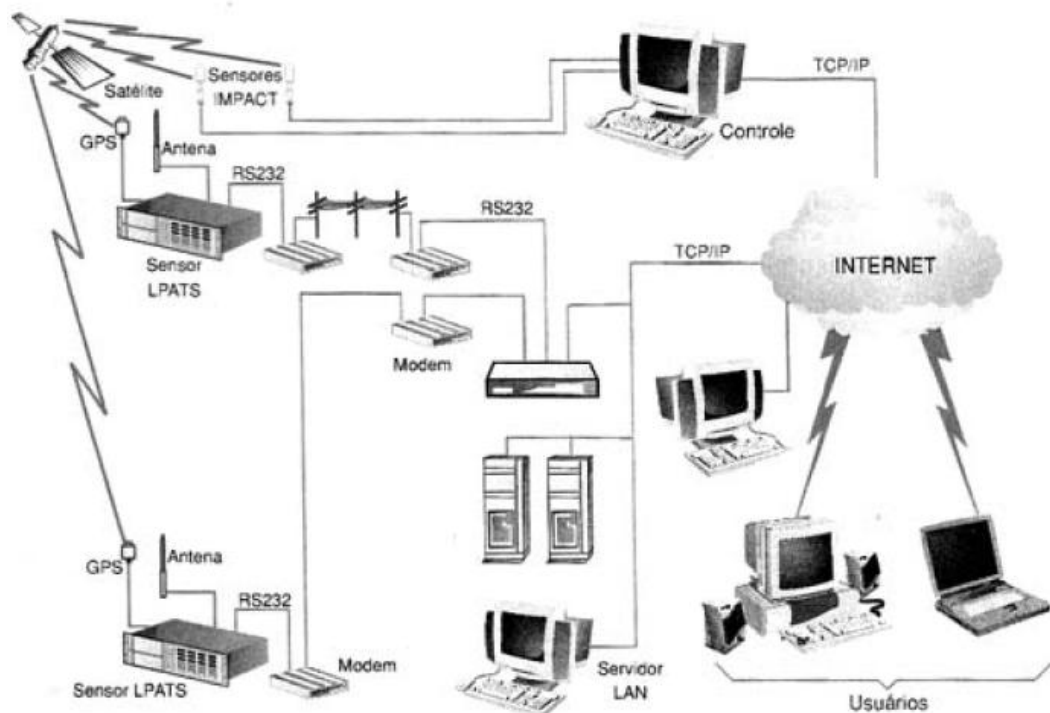 TCP/IP
Sensores
IMPACT
Satélite
Controle
GPS
Antena
RS232
RS232
TCP/IP
INTERNET
Sensor
LPATS
Modem
Antena
GPS
RS232
Modem
Sensor LPATS
Servidor
LAN
Usuários